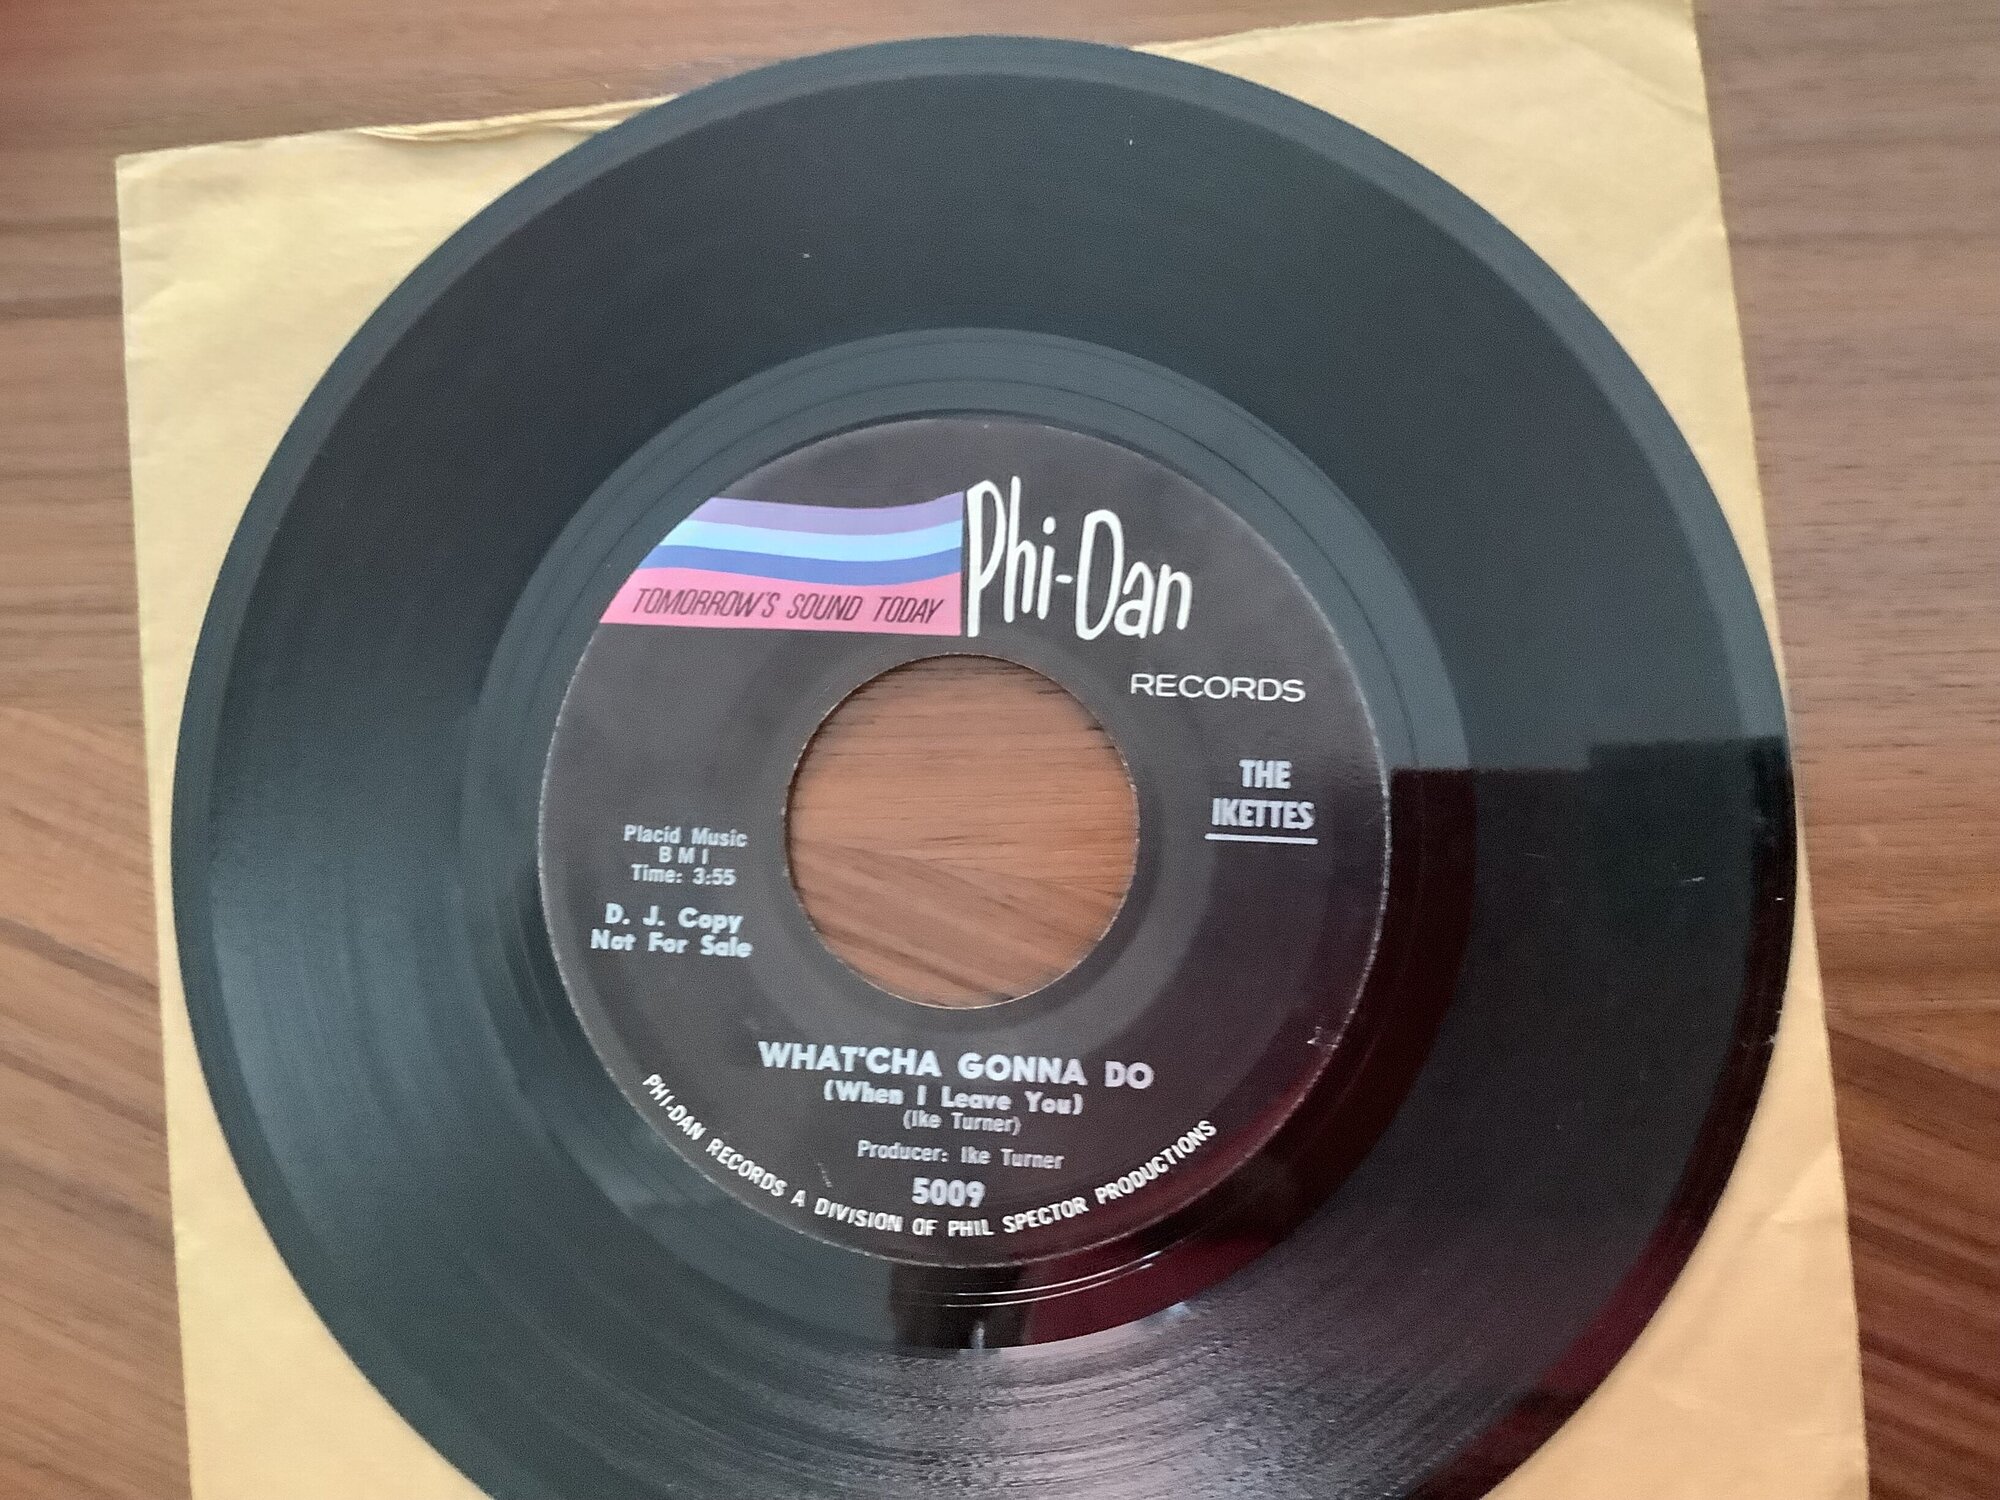 Phi-Dan
TOMORROW'S SOUND TODAY
RECORDS
THE
IKETTES
Placid Music
BMI
Time: 3:55
D. J. Copy
Not For Sale
WHAT'CHA GONNA DO
(When I Leave You)
(Ike Turner)
Producer: Ike Turner
5009
PHI-DAN RECORDS A DIVISION OF PHIL SPECTOR PRODUCTIONS